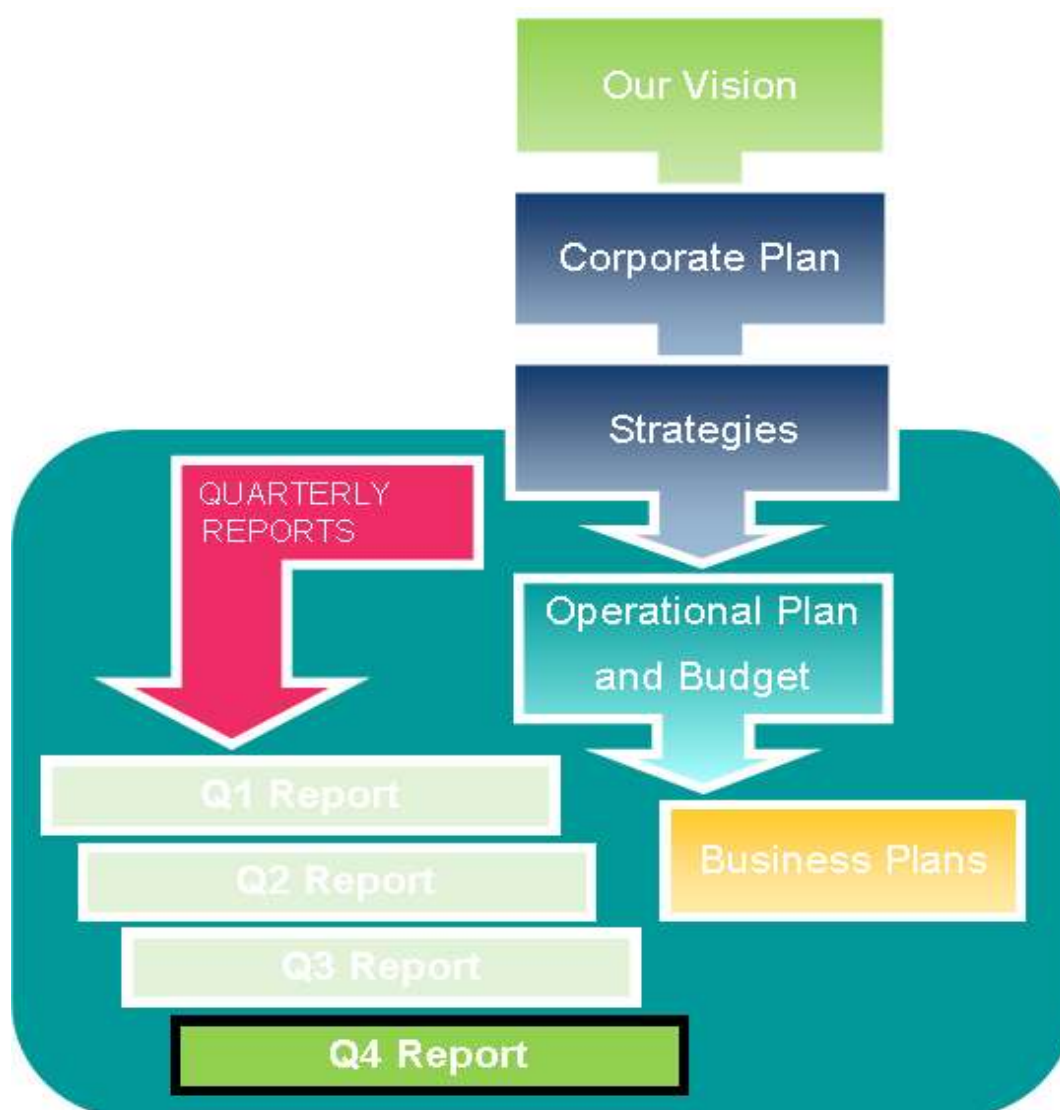 Our Vision
Corporate Plan
Strategies
QUARTERLY
REPORTS
Operational Plan
and Budget
Q1 Report
Business Plans
Q2 Report
Q3 Report
Q4 Report